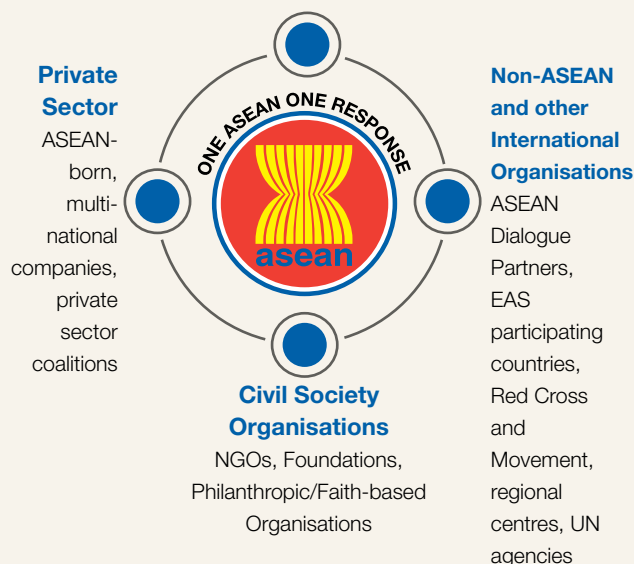 Private
Sector
ASEAN-
born,
multi-
national
companies,
private
sector
coalitions
ONE ASEAN ONE RESPONSE
asean
Non-ASEAN
and other
International
Organisations
ASEAN
Dialogue
Partners,
EAS
participating
countries,
Red Cross
and
Movement,
regional
centres, UN
agencies
Civil Society
Organisations
NGOs, Foundations,
Philanthropic/Faith-based
Organisations